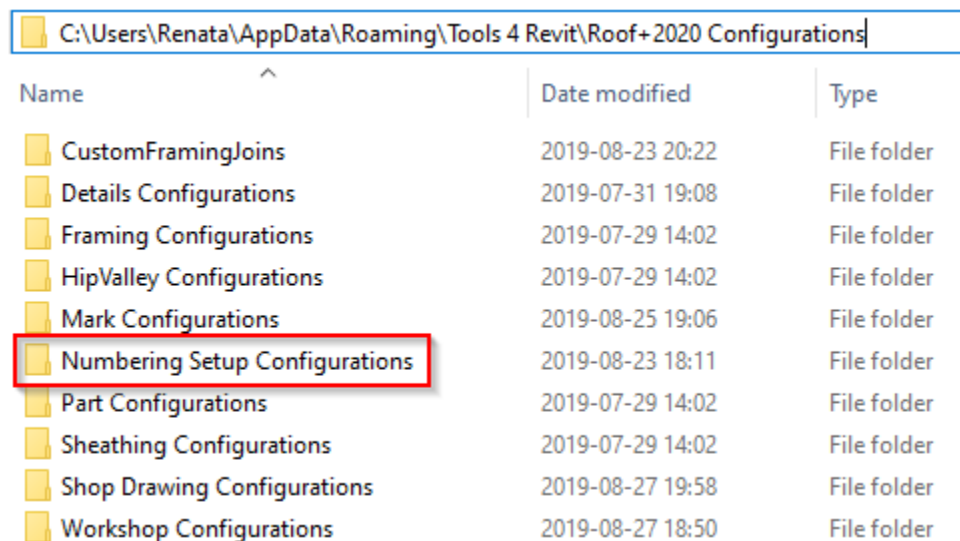 C:\Users\Renata\AppData\Roaming\Tools 4 Revit\Roof+2020 Configurations
Name Date modified Type
CustomFramingJoins 2019-08-23 20:22 File folder
Details Configurations 2019-07-31 19:08 File folder
Framing Configurations 2019-07-29 14:02 File folder
HipValley Configurations 2019-07-29 14:02 File folder
Mark Configurations 2019-08-25 19:06 File folder
Numbering Setup Configurations 2019-08-23 18:11 File folder
Part Configurations 2019-07-29 14:02 File folder
Sheathing Configurations 2019-07-29 14:02 File folder
Shop Drawing Configurations 2019-08-27 19:58 File folder
Workshop Configurations 2019-08-27 18:50 File folder